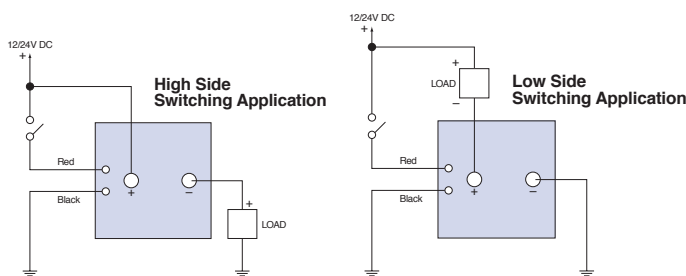 12/24V DC
+
High Side
Switching Application
Red
Black
+
−
+
LOAD
12/24V DC
+
+
LOAD
−
Low Side
Switching Application
Red
Black
+
−